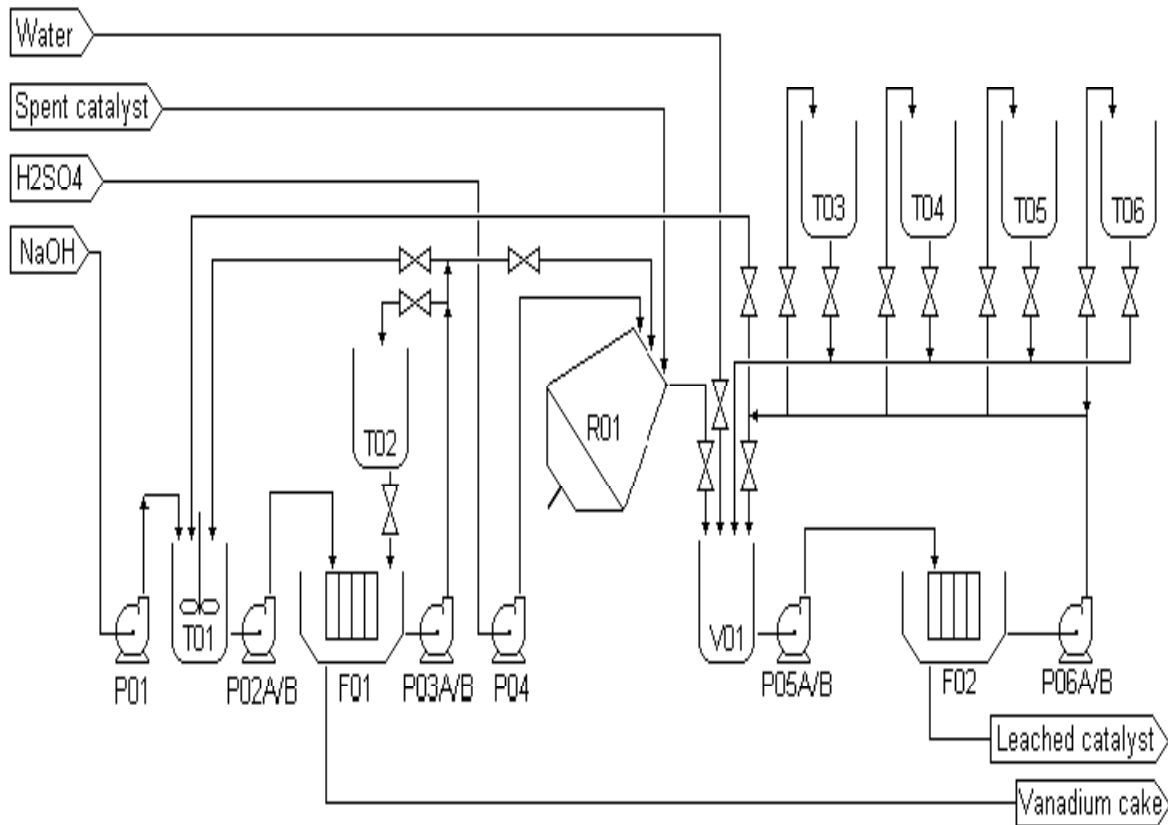 Water
Spent catalyst
H2SO4
NaOH
T03
T04
T05
T06
T02
R01
T01
V01
P01
P02A/B
F01
P03A/B
P04
P05A/B
F02
P06A/B
Leached catalyst
Vanadium cake